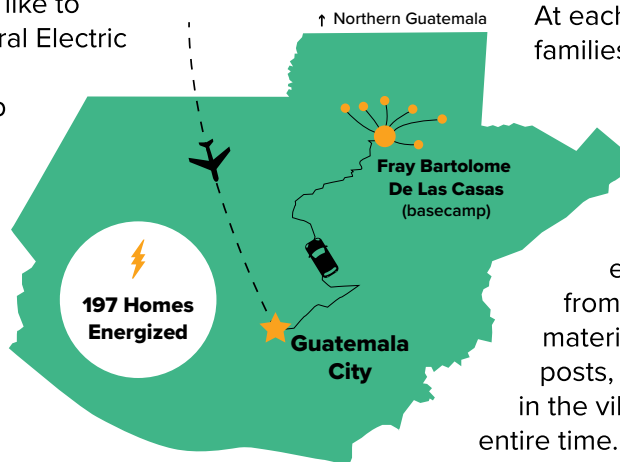 like to
ral Electric
↑ Northern Guatemala
At each
families
Fray Bartolome
De Las Casas
(basecamp)
197 Homes
Energized
Guatemala
City
from
materi
posts,
in the vil
entire time.